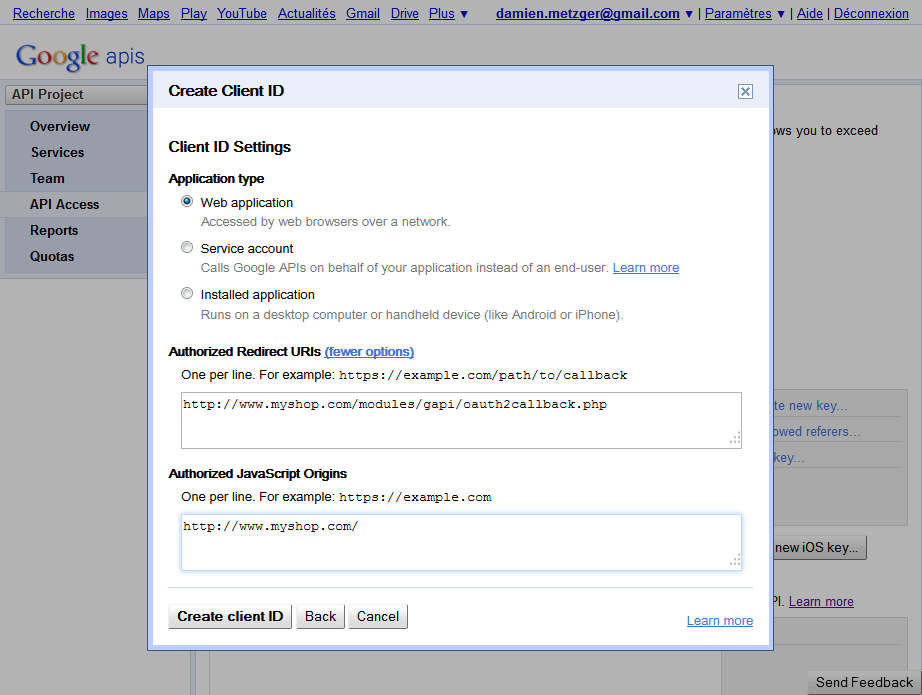 Recherche Images Maps Play YouTube Actualités Gmail Drive Plus ▼ damien.metzger@gmail.com ▼ | Paramètres ▼ | Aide | Déconnexion
Google apis
API Project
Overview
Services
Team
API Access
Reports
Quotas
Create Client ID
Client ID Settings
Application type
Web application
Accessed by web browsers over a network.
Service account
Calls Google APIs on behalf of your application instead of an end-user. Learn more
Installed application
Runs on a desktop computer or handheld device (like Android or iPhone).
Authorized Redirect URIs (fewer options)
One per line. For example: https://example.com/path/to/callback
http://www.myshop.com/modules/gapi/oauth2callback.php
Authorized JavaScript Origins
One per line. For example: https://example.com
http://www.myshop.com/
Create client ID Back Cancel Learn more
you to exceed
new key...
referers...
key...
new iOS key...
Learn more
Send Feedback